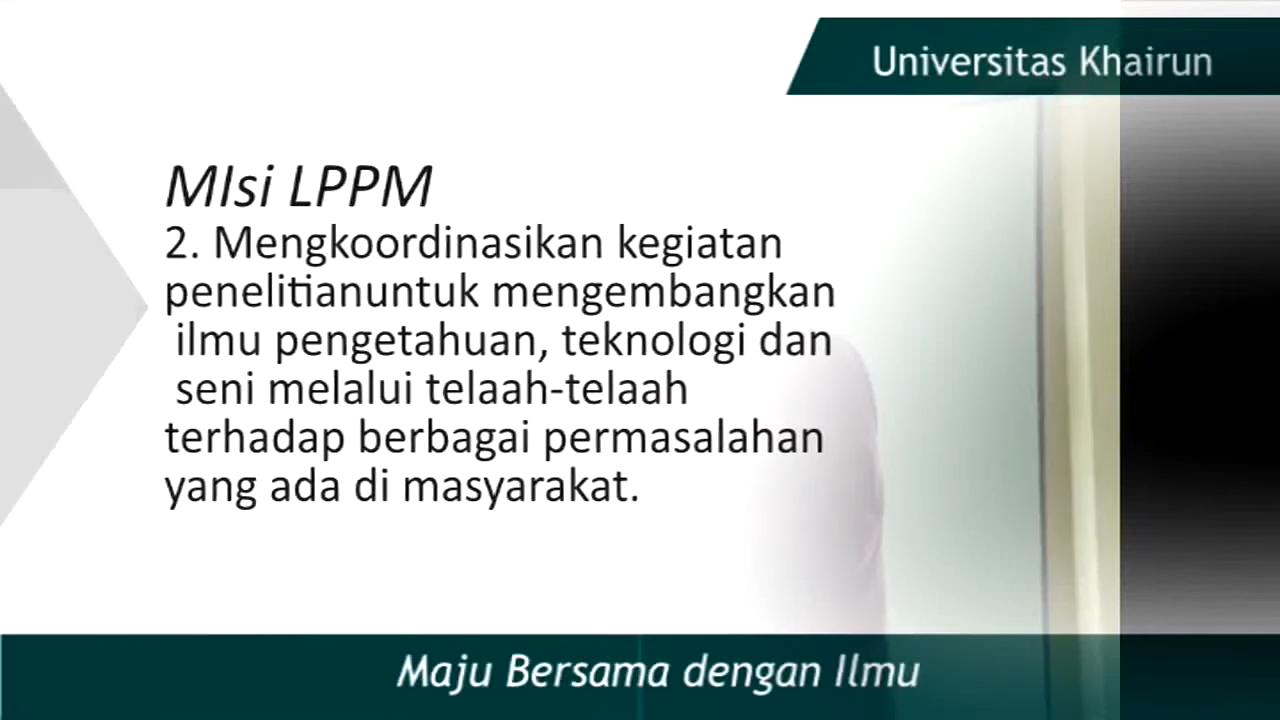 Universitas Khairun
MIsi LPPM
2. Mengkoordinasikan kegiatan
penelitianuntuk mengembangkan
ilmu pengetahuan, teknologi dan
seni melalui telaah-telaah
terhadap berbagai permasalahan
yang ada di masyarakat.
Maju Bersama dengan Ilmu